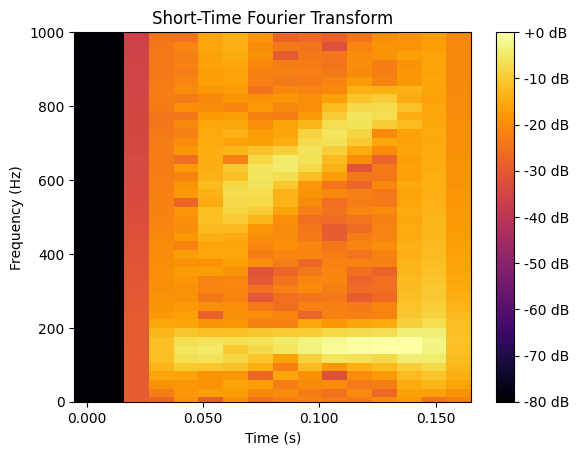 Short-Time Fourier Transform
1000
800
600
400
200
0
Frequency (Hz)
0.000
0.050
0.100
0.150
Time (s)
+0 dB
-10 dB
-20 dB
-30 dB
-40 dB
-50 dB
-60 dB
-70 dB
-80 dB